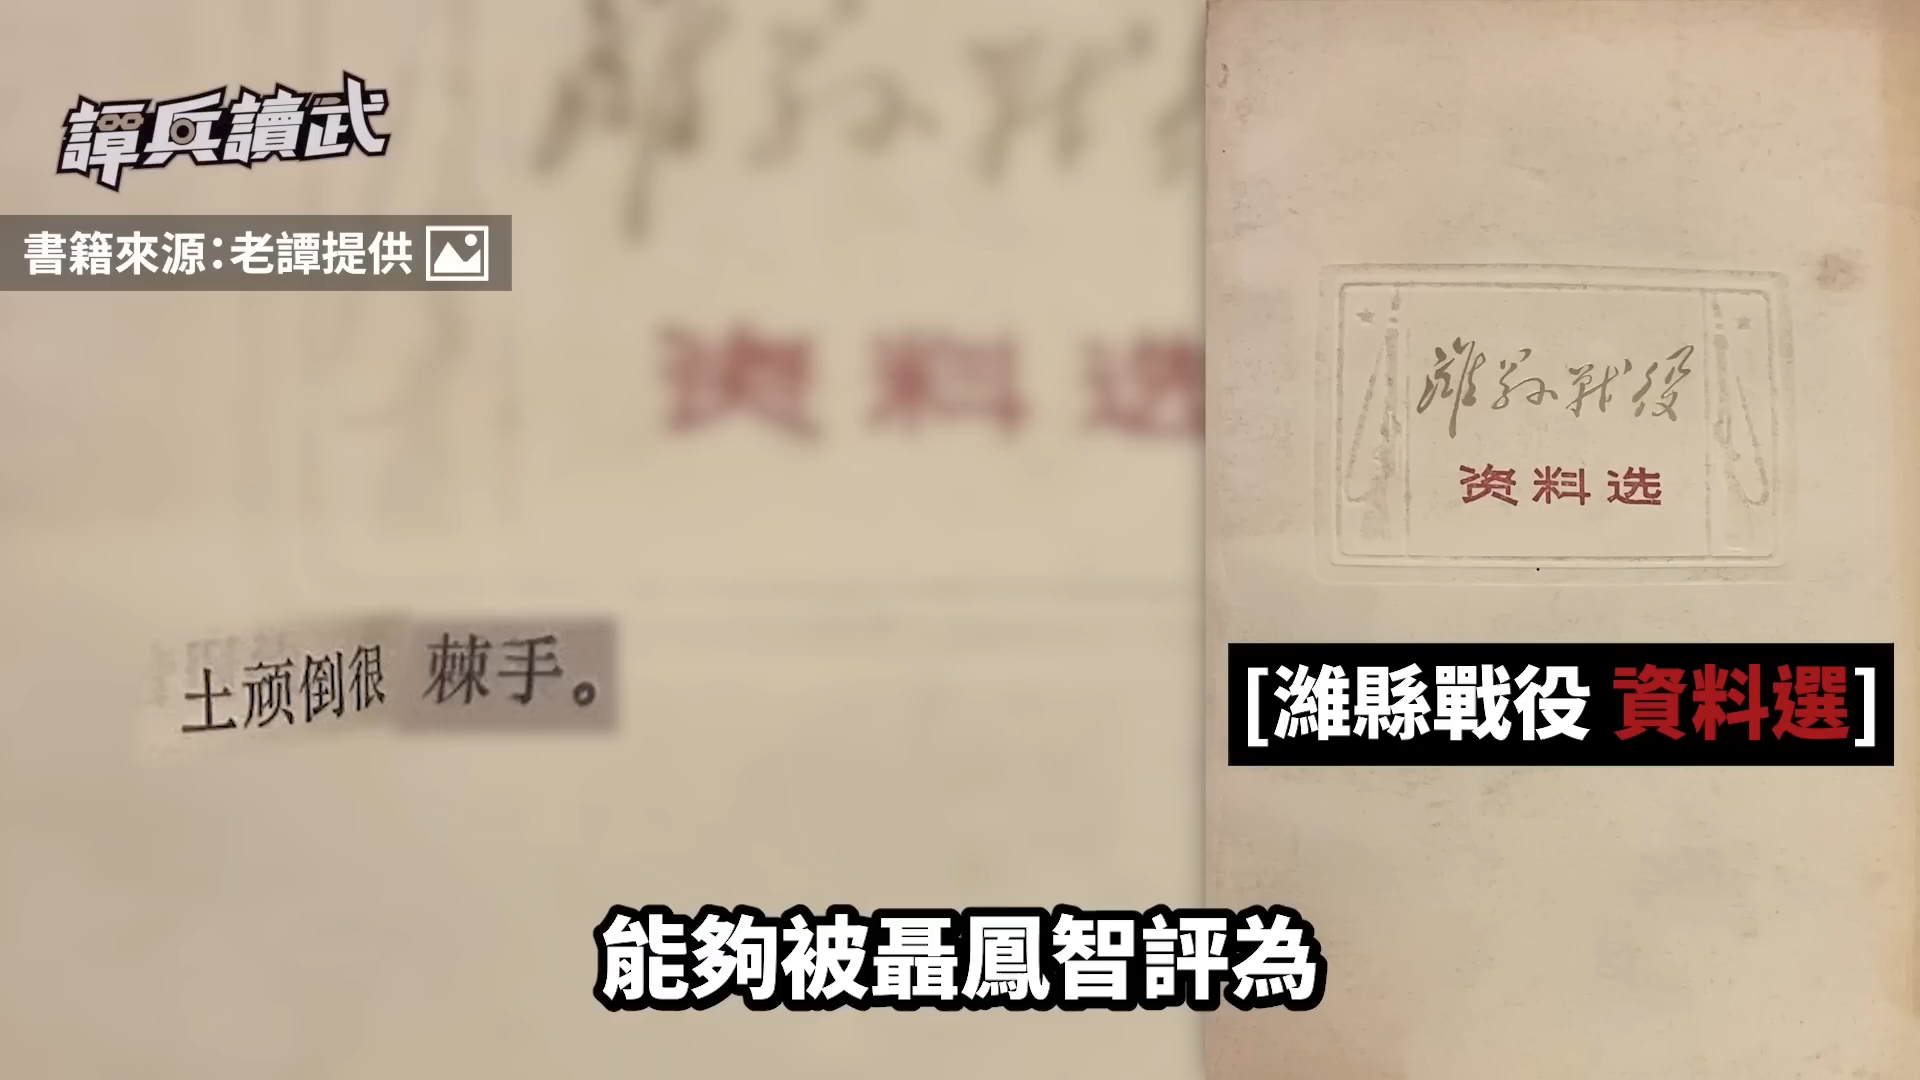 譚兵讀武
書籍來源：老譚提供
资料选
潍县战役
资料选
土顽倒很 棘手。
[濰縣戰役 資料選]
能夠被聶鳳智評為